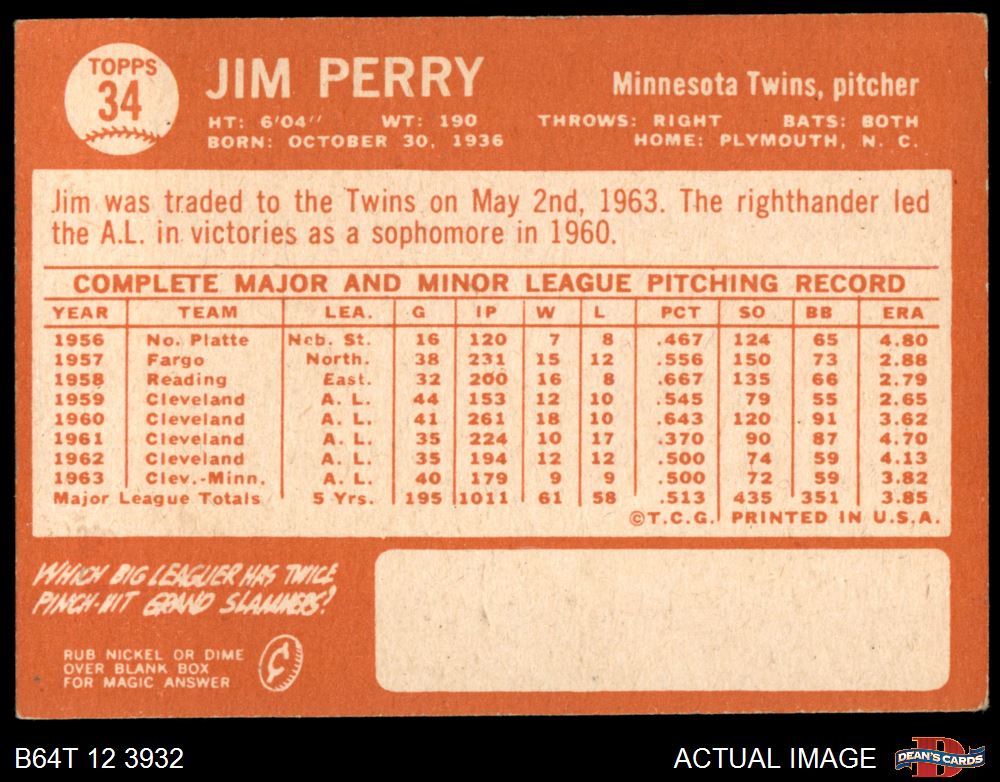 TOPPS
34
JIM PERRY
Minnesota Twins, pitcher
HT: 6'04" WT: 190 THROWS: RIGHT BATS: BOTH
BORN: OCTOBER 30, 1936 HOME: PLYMOUTH, N. C.
Jim was traded to the Twins on May 2nd, 1963. The righthander led
the A.L. in victories as a sophomore in 1960.
COMPLETE MAJOR AND MINOR LEAGUE PITCHING RECORD
YEAR TEAM LEA. G IP W L PCT SO BB ERA
1956 No. Platte Neb. St. 16 120 7 8 .467 124 65 4.80
1957 Fargo North. 38 231 15 12 .556 150 73 2.88
1958 Reading East. 32 200 16 8 .667 135 66 2.79
1959 Cleveland A. L. 44 153 12 10 .545 79 55 2.65
1960 Cleveland A. L. 41 261 18 10 .643 120 91 3.62
1961 Cleveland A. L. 35 224 10 17 .370 90 87 4.70
1962 Cleveland A. L. 35 194 12 12 .500 74 59 4.13
1963 Clev.-Minn. A. L. 40 179 9 9 .500 72 59 3.82
Major League Totals 5 Yrs. 195 1011 61 58 .513 435 351 3.85
©T.C.G. PRINTED IN U.S.A.
WHICH BIG LEAGUER HAS TWICE
PINCH-HIT GRAND SLAMMERS?
RUB NICKEL OR DIME
OVER BLANK BOX
FOR MAGIC ANSWER
¢
B64T 12 3932
ACTUAL IMAGE
D
DEAN'S CARDS